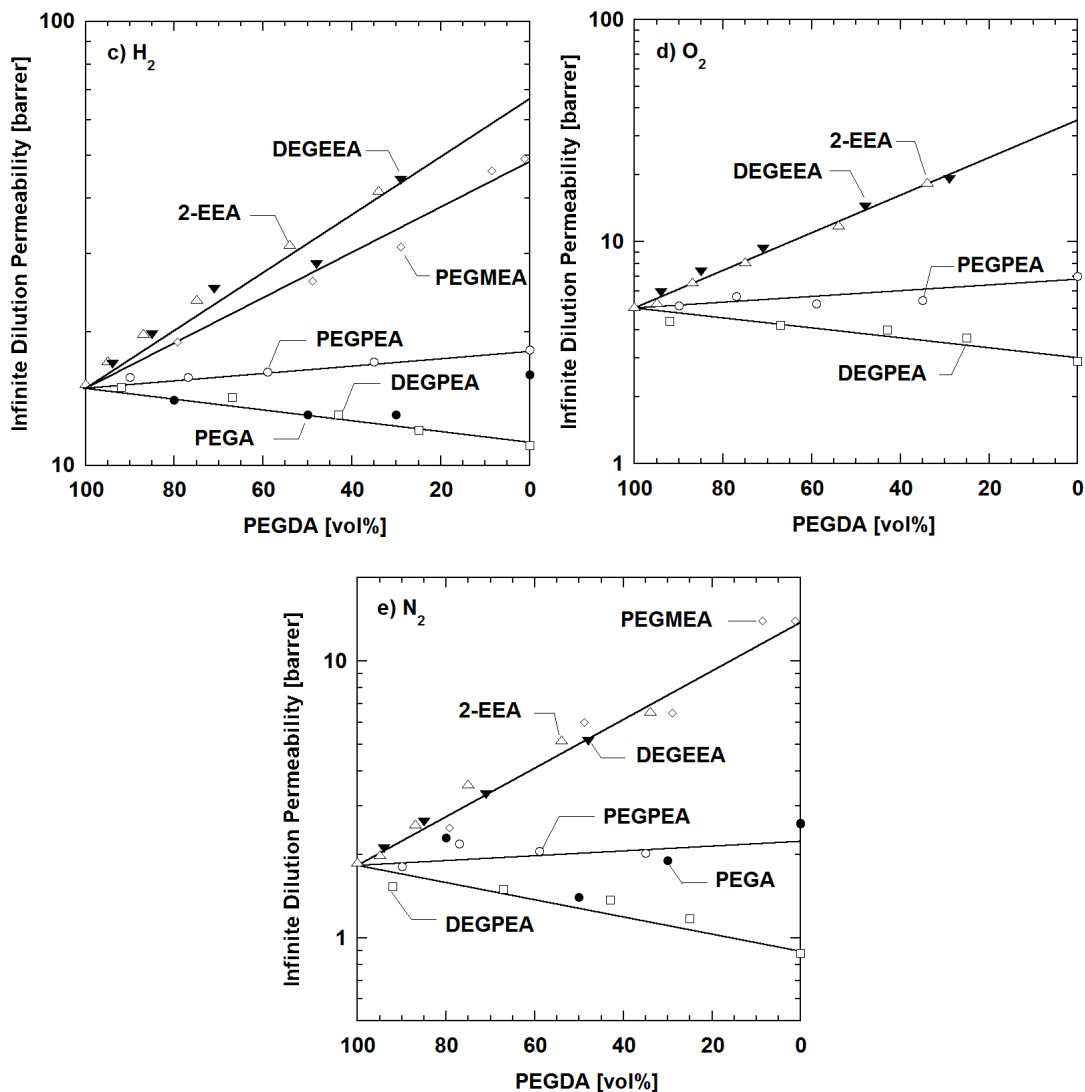 c) H2
Infinite Dilution Permeability [barrer]
100
10
DEGEEA
2-EEA
PEGMEA
PEGPEA
DEGPEA
PEGA
100 80 60 40 20 0
PEGDA [vol%]
d) O2
Infinite Dilution Permeability [barrer]
100
10
1
2-EEA
DEGEEA
PEGPEA
DEGPEA
100 80 60 40 20 0
PEGDA [vol%]
e) N2
Infinite Dilution Permeability [barrer]
10
1
PEGMEA
2-EEA
DEGEEA
PEGPEA
PEGA
DEGPEA
100 80 60 40 20 0
PEGDA [vol%]